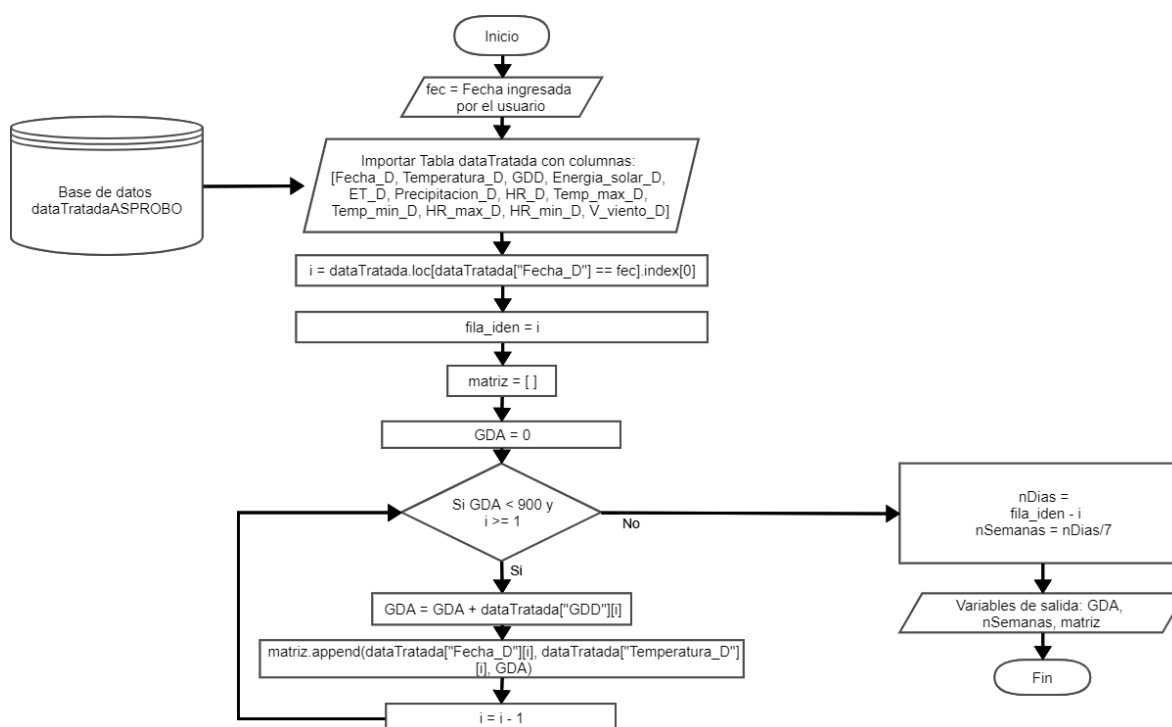 Inicio
fec = Fecha ingresada
por el usuario
Base de datos
dataTratadaASPROBO
Importar Tabla dataTratada con columnas:
[Fecha_D, Temperatura_D, GDD, Energia_solar_D,
ET_D, Precipitacion_D, HR_D, Temp_max_D,
Temp_min_D, HR_max_D, HR_min_D, V_viento_D]
i = dataTratada.loc[dataTratada["Fecha_D"] == fec].index[0]
fila_iden = i
matriz = [ ]
GDA = 0
Si GDA < 900 y
i >= 1
No
Si
GDA = GDA + dataTratada["GDD"][i]
matriz.append(dataTratada["Fecha_D"][i], dataTratada["Temperatura_D"]
[i], GDA)
i = i - 1
nDias =
fila_iden - i
nSemanas = nDias/7
Variables de salida: GDA,
nSemanas, matriz
Fin